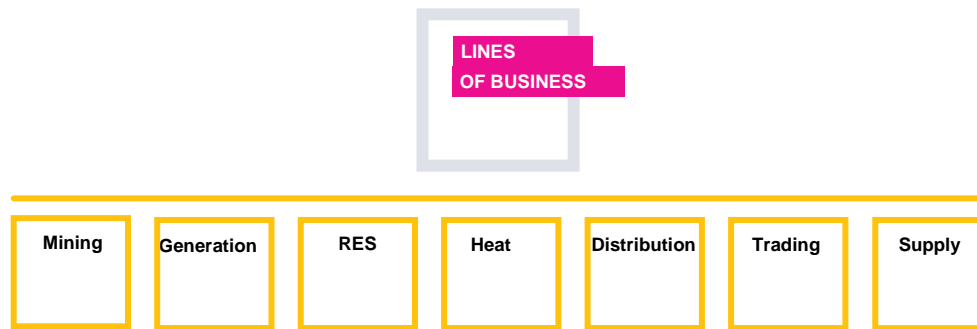 LINES
OF BUSINESS
Mining
Generation
RES
Heat
Distribution
Trading
Supply